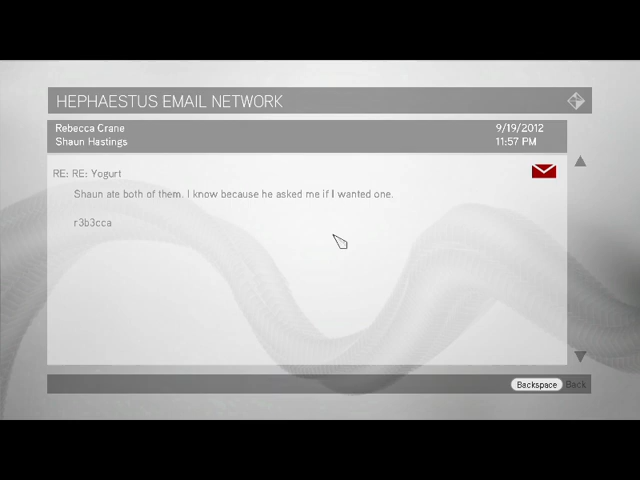 HEPHAESTUS EMAIL NETWORK
Rebecca Crane 9/19/2012
Shaun Hastings 11:57 PM
RE: RE: Yogurt
Shaun ate both of them. I know because he asked me if I wanted one.
r3b3cca
Backspace Back